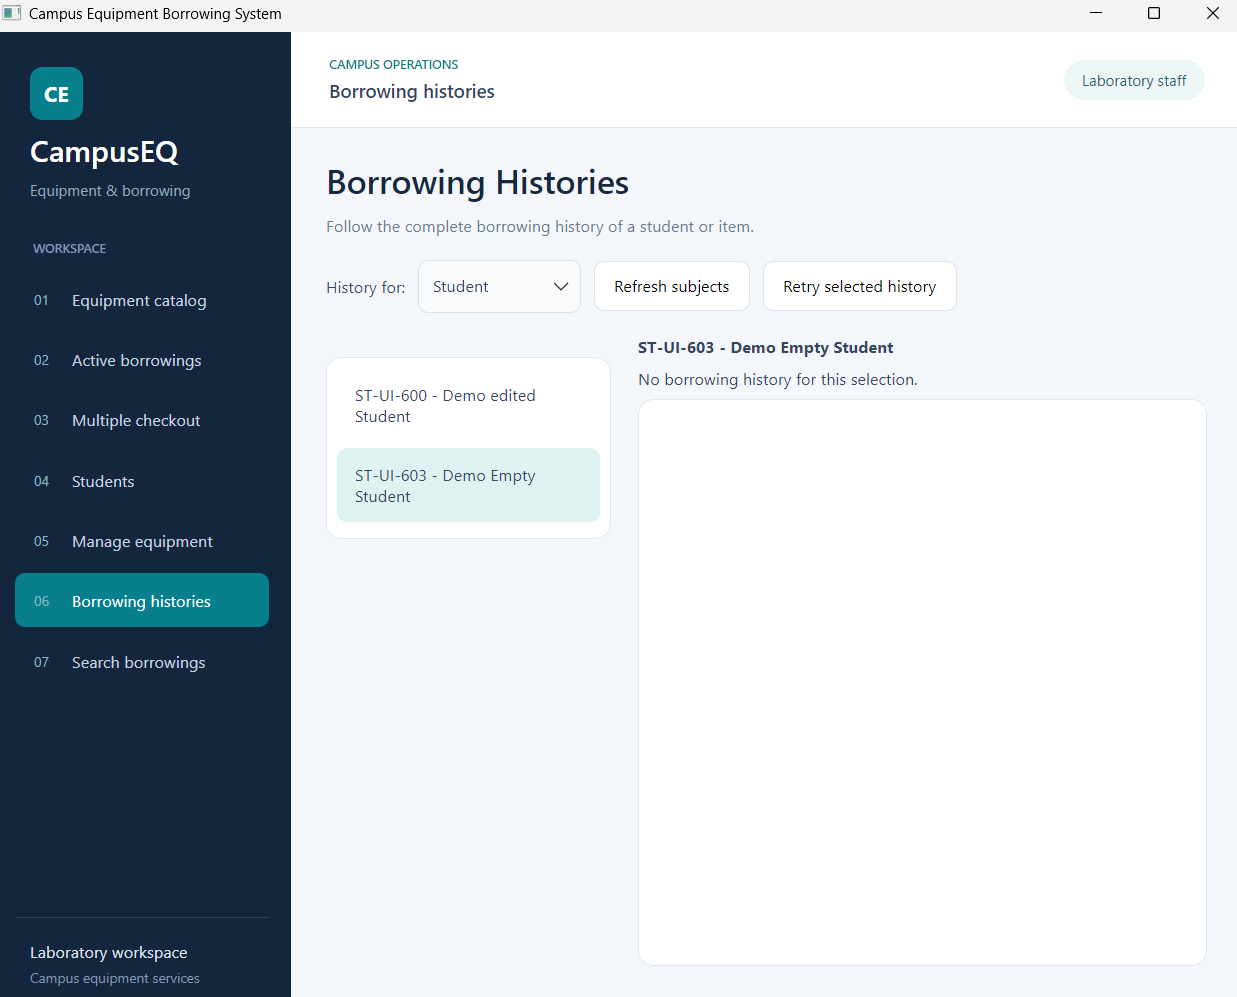 Campus Equipment Borrowing System
CE
CampusEQ
Equipment & borrowing
WORKSPACE
01 Equipment catalog
02 Active borrowings
03 Multiple checkout
04 Students
05 Manage equipment
06 Borrowing histories
07 Search borrowings
Laboratory workspace
Campus equipment services
CAMPUS OPERATIONS
Borrowing histories
Laboratory staff
Borrowing Histories
Follow the complete borrowing history of a student or item.
History for: Student Refresh subjects Retry selected history
ST-UI-600 - Demo edited
Student
ST-UI-603 - Demo Empty
Student
ST-UI-603 - Demo Empty Student
No borrowing history for this selection.